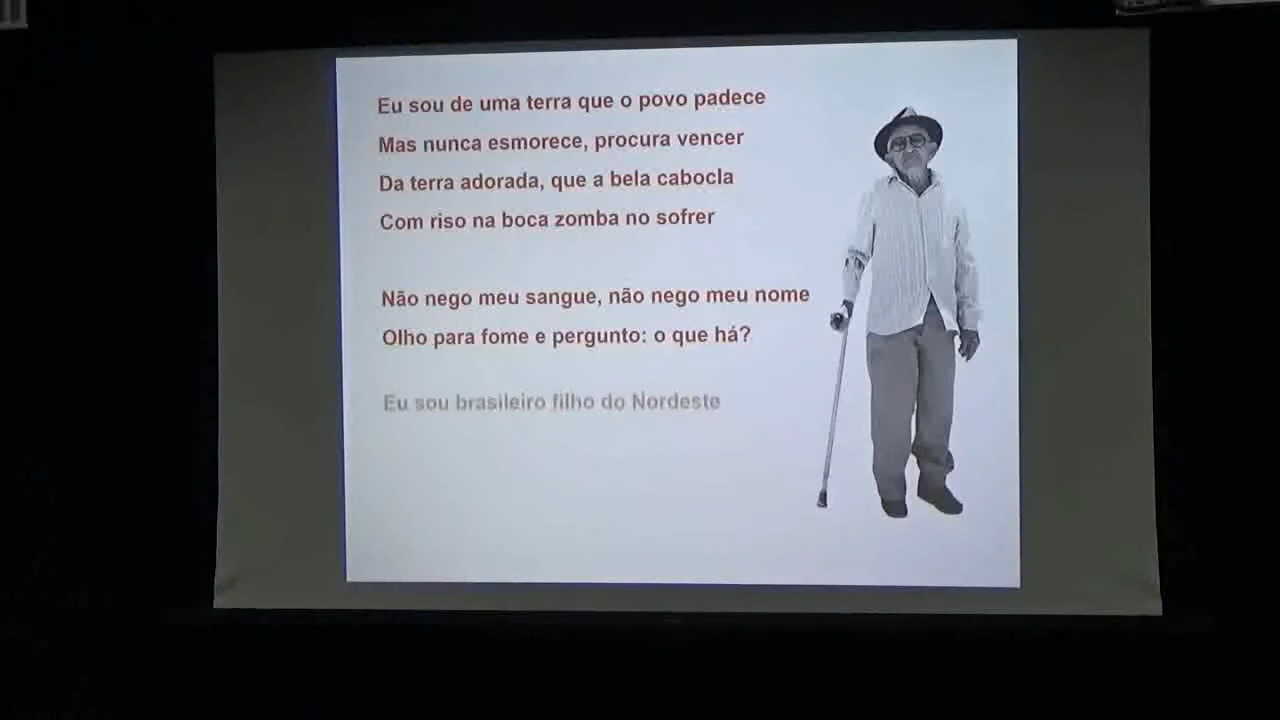 Eu sou de uma terra que o povo padece
Mas nunca esmorece, procura vencer
Da terra adorada, que a bela cabocla
Com riso na boca zomba no sofrer
Não nego meu sangue, não nego meu nome
Olho para fome e pergunto: o que há?
Eu sou brasileiro filho do Nordeste